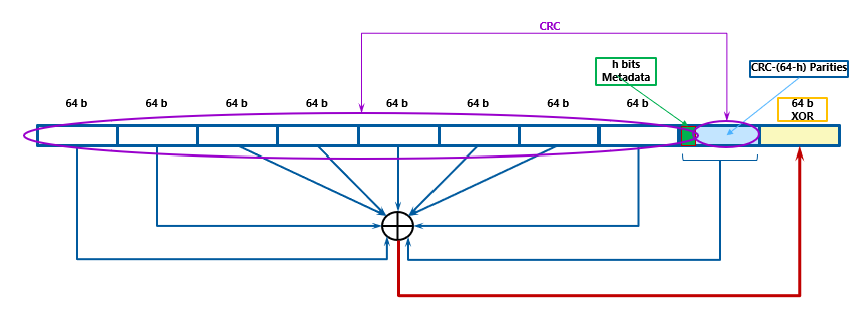 CRC
h bits
Metadata
CRC-(64-h) Parities
64 b
64 b
64 b
64 b
64 b
64 b
64 b
64 b
64 b
XOR